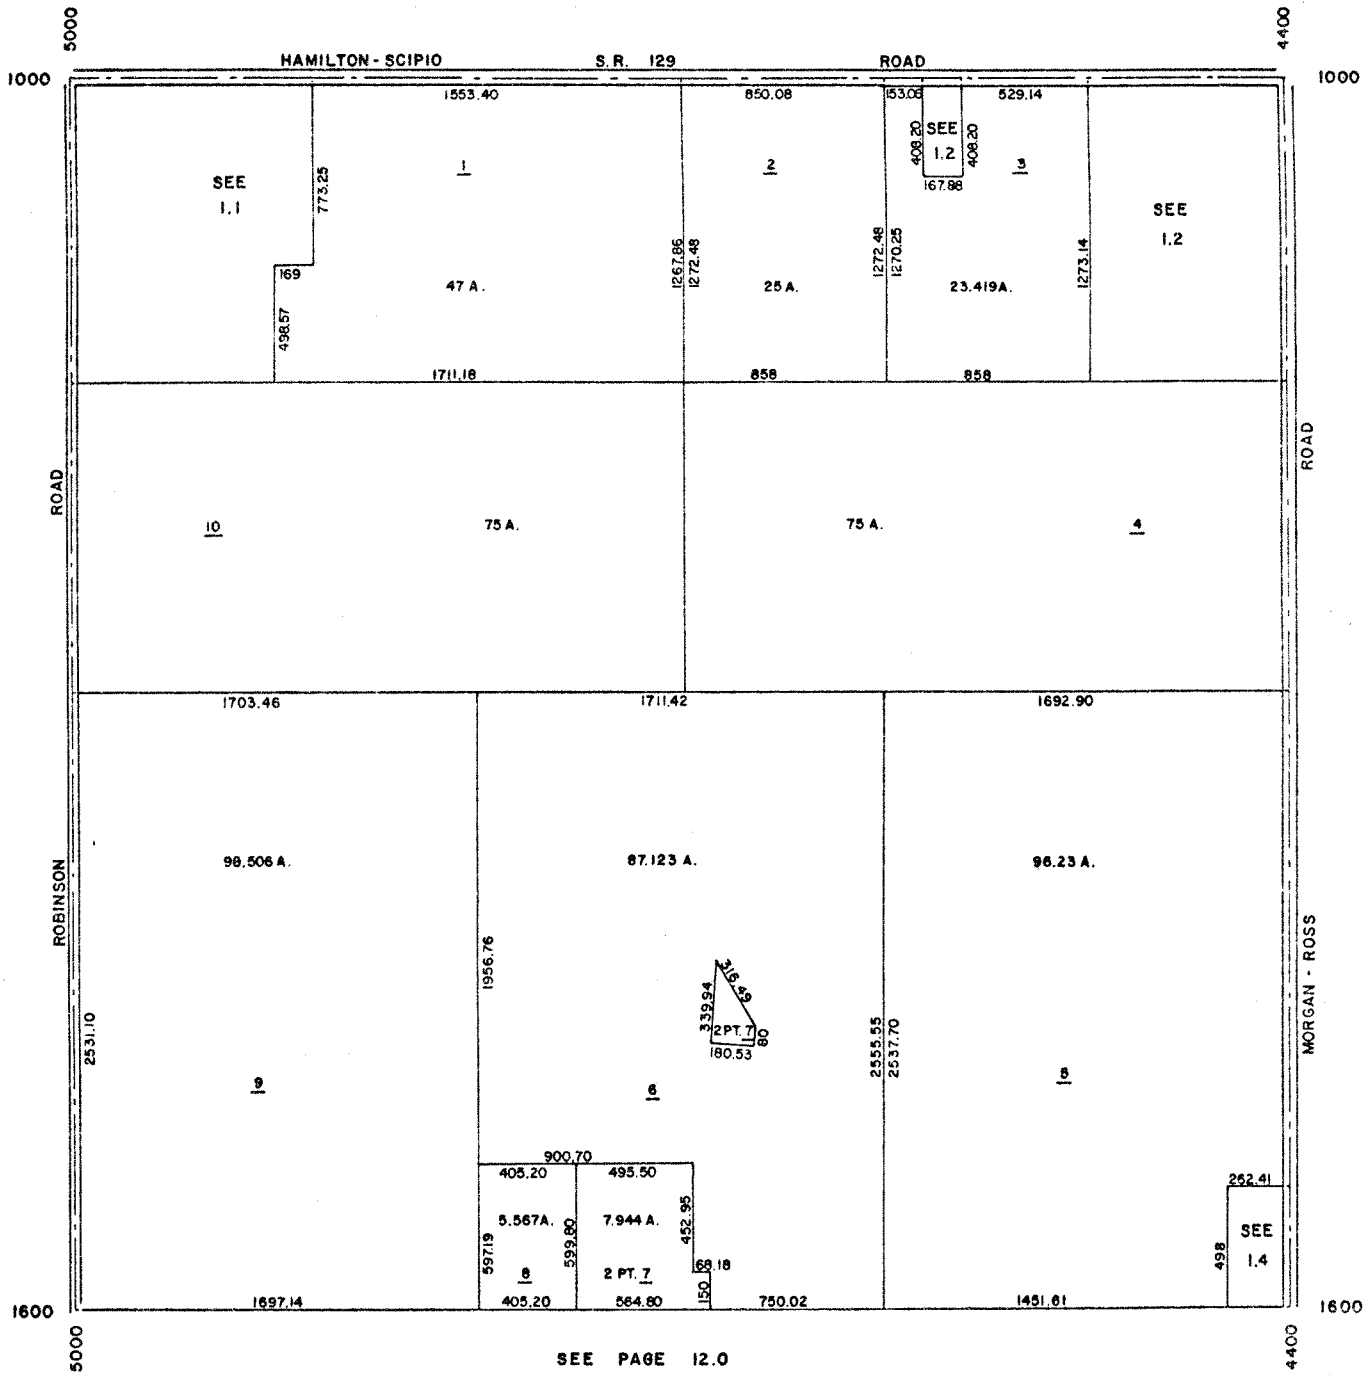 5000
4400
HAMILTON-SCIPIO S.R. 129 ROAD
1000
1000
1553.40
850.08
153.06
529.14
408.20
SEE
1.2
408.20
167.88
1
2
3
SEE
1.1
773.25
SEE
1.2
169
498.57
47 A.
1267.86
1272.48
25 A.
1272.48
1270.25
23.419A.
1273.14
1711.18
858
858
ROAD
ROAD
10
75 A.
75 A.
4
1703.46
1711.42
1692.90
98.506 A.
87.123 A.
96.23 A.
ROBINSON
MORGAN - ROSS
2531.10
1956.76
316.49
339.94
2 PT. 7
80
180.53
2555.55
2537.70
9
6
5
900.70
405.20
495.50
262.41
5.567A.
7.944 A.
452.95
597.19
599.80
8
2 PT. 7
68.18
150
498
SEE
1.4
1600
1697.14
405.20
564.80
750.02
1451.61
1600
5000
4400
SEE PAGE 12.0